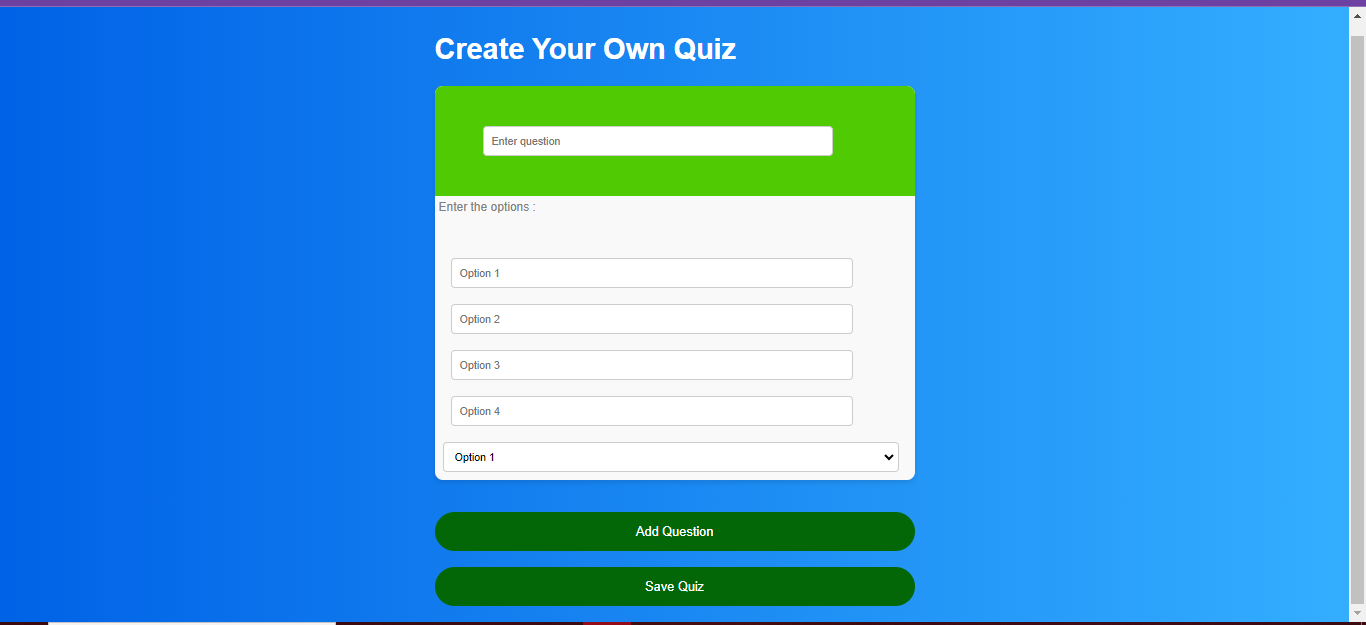 Create Your Own Quiz
Enter question
Enter the options :
Option 1
Option 2
Option 3
Option 4
Option 1
Add Question
Save Quiz